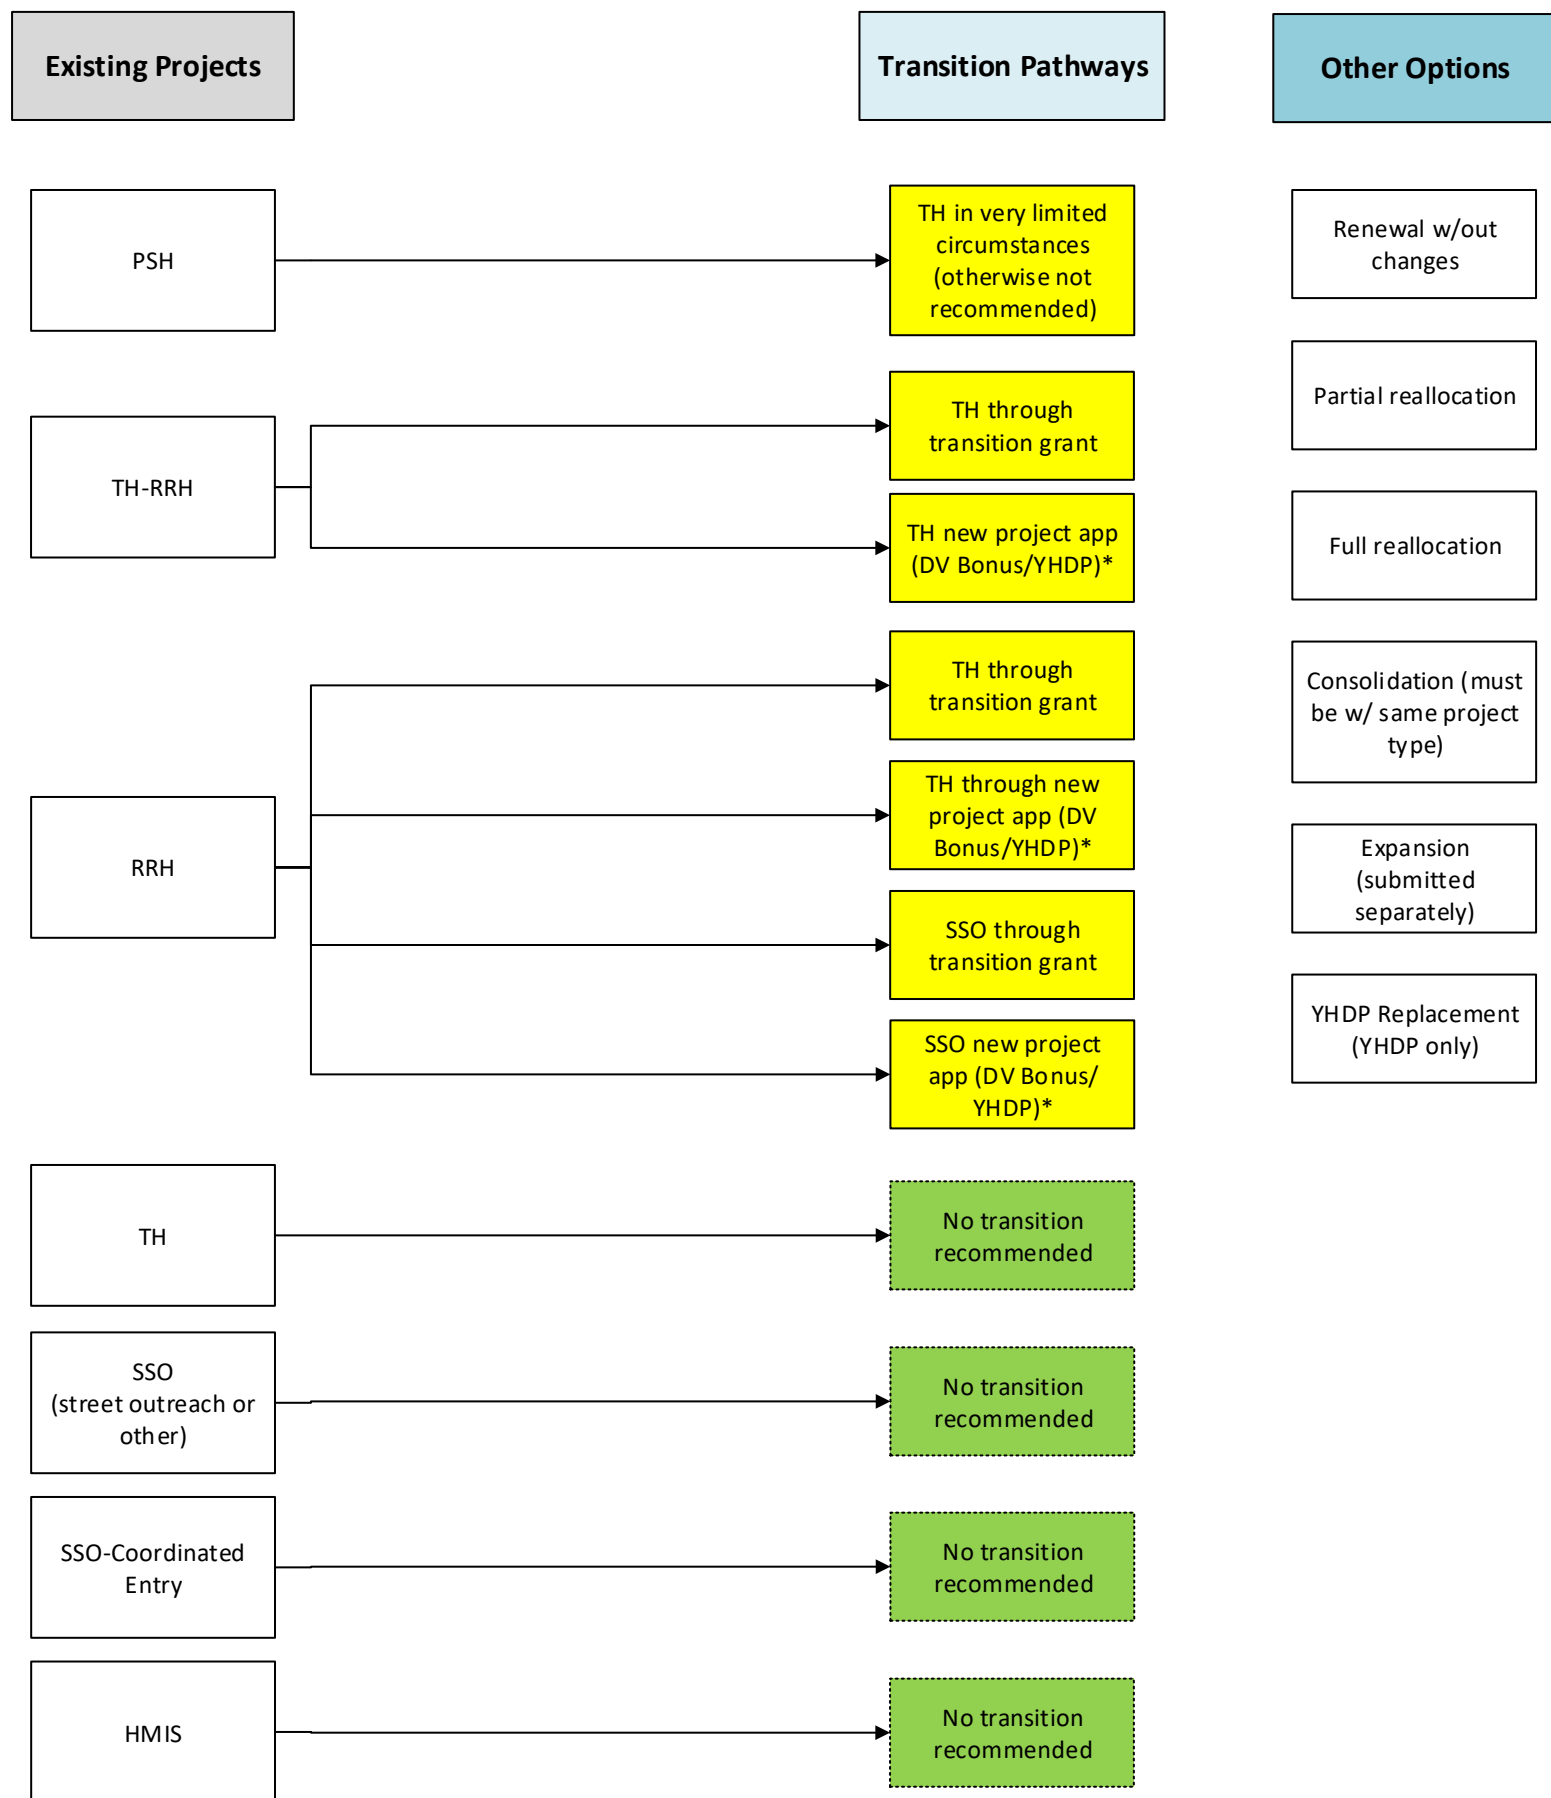 Existing Projects
Transition Pathways
Other Options
PSH
TH in very limited
circumstances
(otherwise not
recommended)
TH-RRH
TH through
transition grant
TH new project app
(DV Bonus/YHDP)*
RRH
TH through
transition grant
TH through new
project app (DV
Bonus/YHDP)*
SSO through
transition grant
SSO new project
app (DV Bonus/
YHDP)*
TH
No transition
recommended
SSO
(street outreach or
other)
No transition
recommended
SSO-Coordinated
Entry
No transition
recommended
HMIS
No transition
recommended
Renewal w/out
changes
Partial reallocation
Full reallocation
Consolidation (must
be w/ same project
type)
Expansion
(submitted
separately)
YHDP Replacement
(YHDP only)